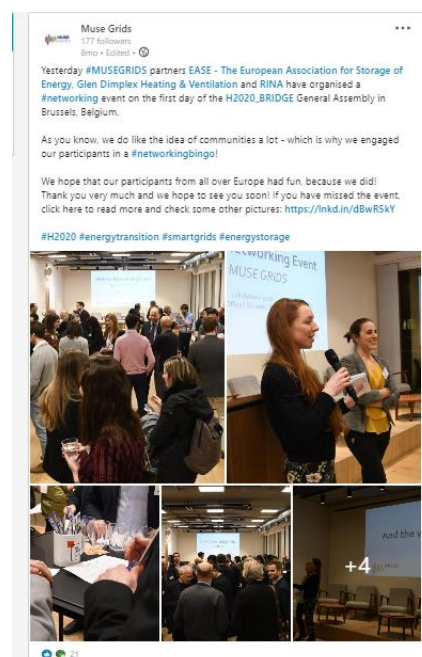 MUSE
Muse Grids
177 followers
8mo • Edited •
Yesterday #MUSEGRIDS partners EASE - The European Association for Storage of
Energy, Glen Dimplex Heating & Ventilation and RINA have organised a
#networking event on the first day of the H2020_BRIDGE General Assembly in
Brussels, Belgium.
As you know, we do like the idea of communities a lot - which is why we engaged
our participants in a #networkingbingo!
We hope that our participants from all over Europe had fun, because we did!
Thank you very much and we hope to see you soon! If you have missed the event,
click here to read more and check some other pictures: https://lnkd.in/dBwR5kY
#H2020 #energytransition #smartgrids #energystorage
Networking Event
MUSE GRIDS
And the w
+4
21